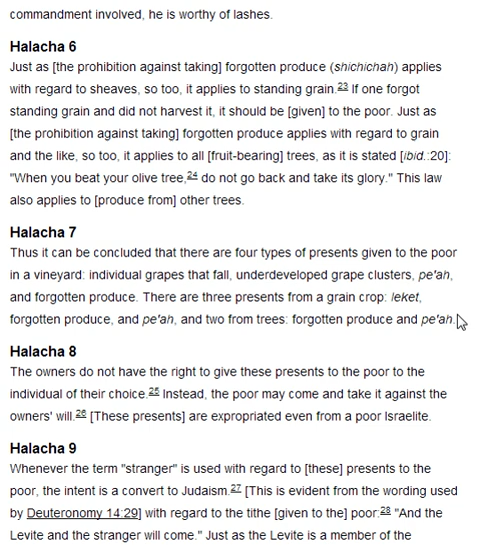 commandment involved, he is worthy of lashes.
Halacha 6
Just as [the prohibition against taking] forgotten produce (shichichah) applies
with regard to sheaves, so too, it applies to standing grain.23 If one forgot
standing grain and did not harvest it, it should be [given] to the poor. Just as
[the prohibition against taking] forgotten produce applies with regard to grain
and the like, so too, it applies to all [fruit-bearing] trees, as it is stated [ibid.:20]:
"When you beat your olive tree,24 do not go back and take its glory." This law
also applies to [produce from] other trees.
Halacha 7
Thus it can be concluded that there are four types of presents given to the poor
in a vineyard: individual grapes that fall, underdeveloped grape clusters, pe'ah,
and forgotten produce. There are three presents from a grain crop: leket,
forgotten produce, and pe'ah, and two from trees: forgotten produce and pe'ah.
Halacha 8
The owners do not have the right to give these presents to the poor to the
individual of their choice.25 Instead, the poor may come and take it against the
owners' will.26 [These presents] are expropriated even from a poor Israelite.
Halacha 9
Whenever the term "stranger" is used with regard to [these] presents to the
poor, the intent is a convert to Judaism.27 [This is evident from the wording used
by Deuteronomy 14:29] with regard to the tithe [given to the] poor:28 "And the
Levite and the stranger will come." Just as the Levite is a member of the